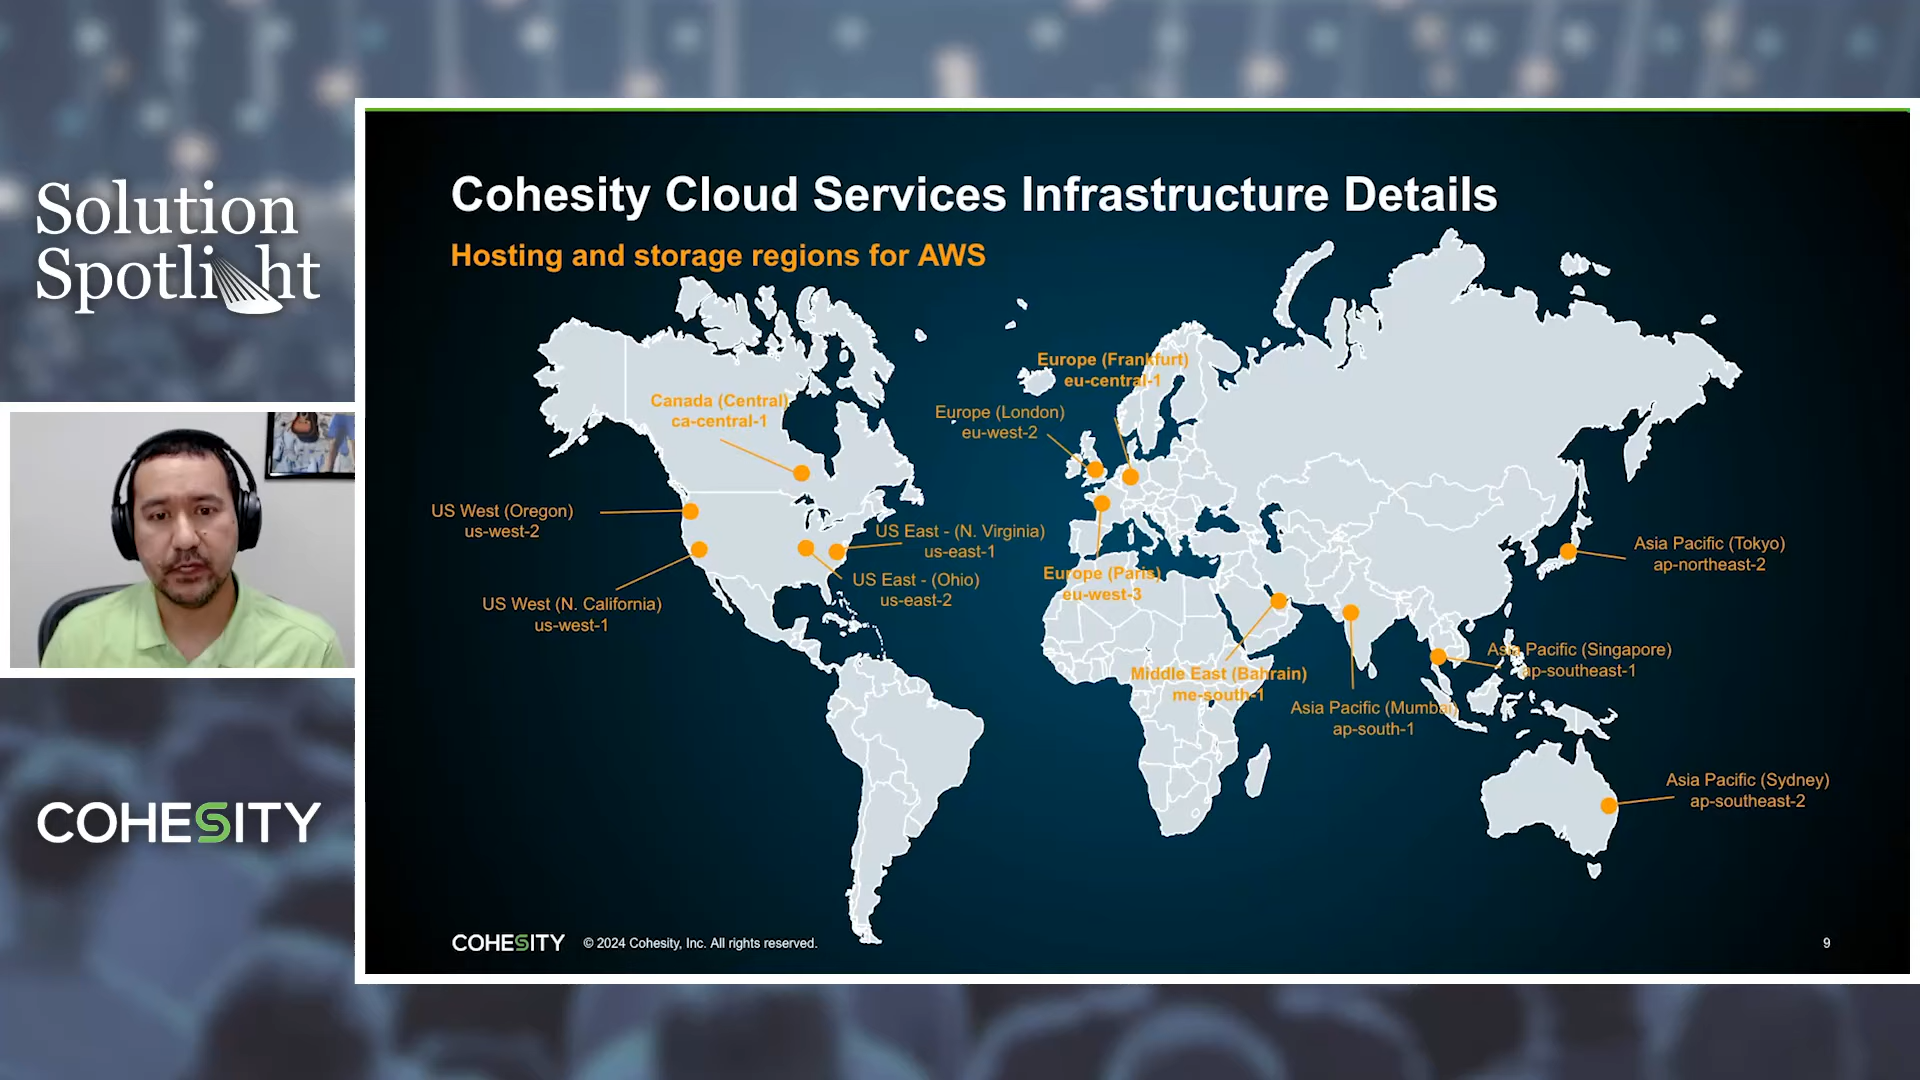 Solution
Spotlight
COHESITY
Cohesity Cloud Services Infrastructure Details
Hosting and storage regions for AWS
Europe (Frankfurt)
eu-central-1
Canada (Central)
ca-central-1
Europe (London)
eu-west-2
US West (Oregon)
us-west-2
US East - (N. Virginia)
us-east-1
US East - (Ohio)
us-east-2
US West (N. California)
us-west-1
Europe (Paris)
eu-west-3
Asia Pacific (Tokyo)
ap-northeast-2
Asia Pacific (Singapore)
ap-southeast-1
Middle East (Bahrain)
me-south-1
Asia Pacific (Mumbai)
ap-south-1
Asia Pacific (Sydney)
ap-southeast-2
COHESITY © 2024 Cohesity, Inc. All rights reserved.
9